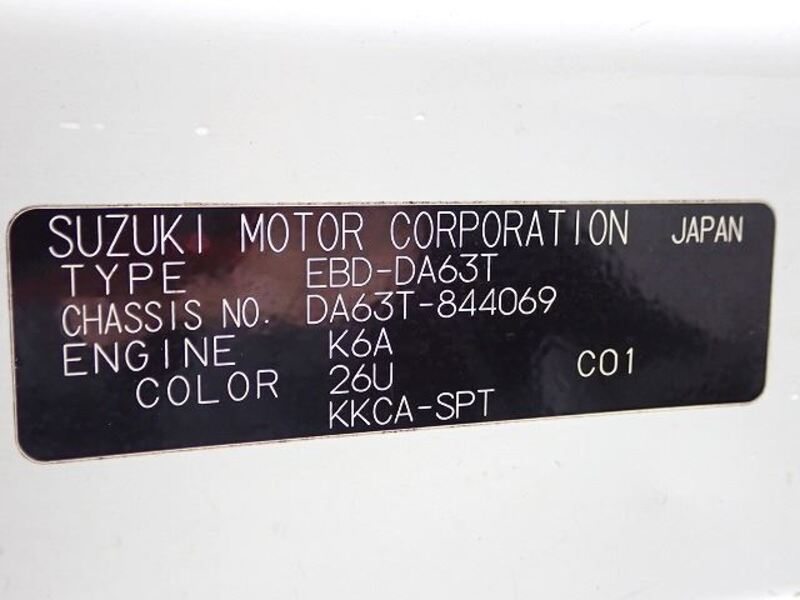 SUZUKI MOTOR CORPORATION JAPAN
TYPE EBD-DA63T
CHASSIS NO. DA63T-844069
ENGINE K6A
COLOR 26U C01
KKCA-SPT